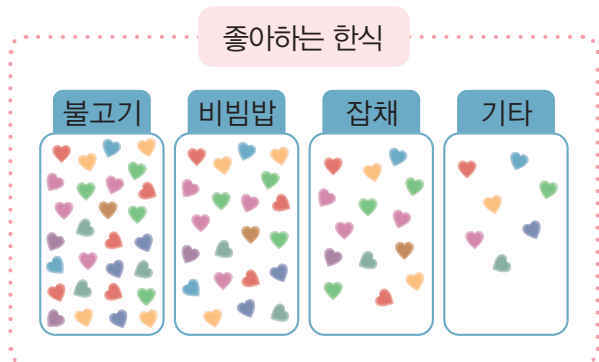 좋아하는 한식
불고기
비빔밥
잡채
기타